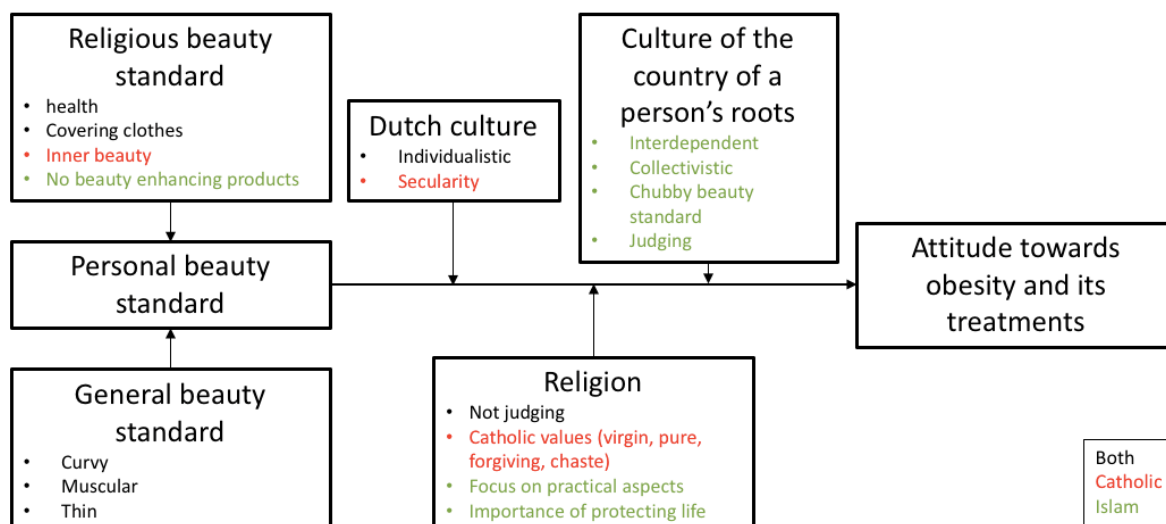 Religious beauty
standard
• health
• Covering clothes
• Inner beauty
• No beauty enhancing products
Dutch culture
• Individualistic
• Secularity
Culture of the
country of a
person's roots
• Interdependent
• Collectivistic
• Chubby beauty
standard
• Judging
Personal beauty
standard
Attitude towards
obesity and its
treatments
General beauty
standard
• Curvy
• Muscular
• Thin
Religion
• Not judging
• Catholic values (virgin, pure,
forgiving, chaste)
• Focus on practical aspects
• Importance of protecting life
Both
Catholic
Islam